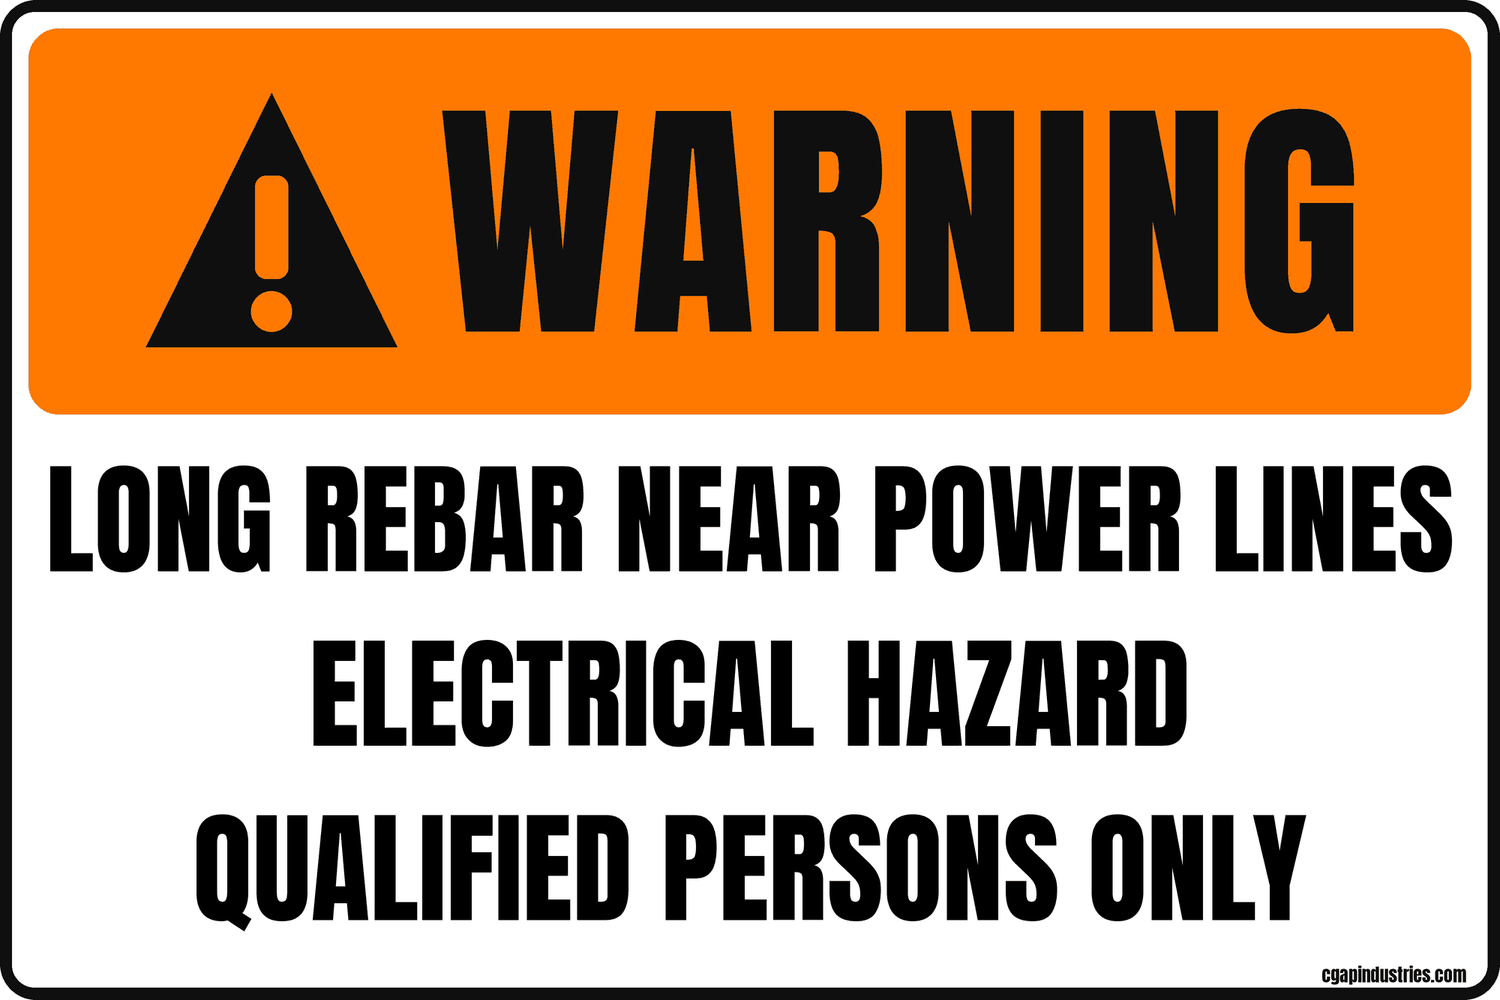 WARNING
LONG REBAR NEAR POWER LINES
ELECTRICAL HAZARD
QUALIFIED PERSONS ONLY
cgapindustries.com